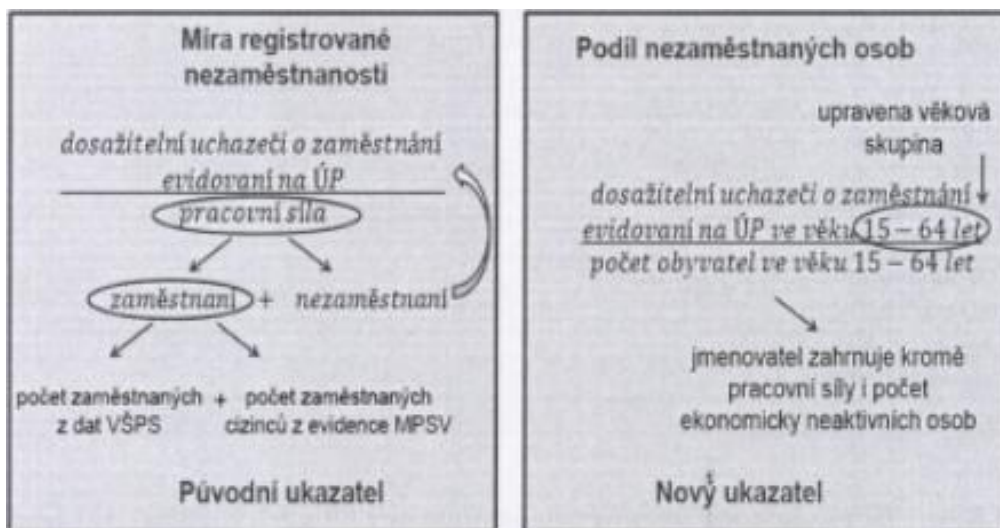 Míra registrované
nezaměstnanosti
dosažitelní uchazeči o zaměstnání
evidovaní na ÚP
pracovní síla
zaměstnaní + nezaměstnaní
počet zaměstnaných + počet zaměstnaných
z dat VŠPS cizinců z evidence MPSV
Původní ukazatel
Podíl nezaměstnaných osob
upravena věková
skupina
dosažitelní uchazeči o zaměstnání
evidovaní na ÚP ve věku 15 – 64 let
počet obyvatel ve věku 15 – 64 let
jmenovatel zahrnuje kromě
pracovní síly i počet
ekonomicky neaktivních osob
Nový ukazatel